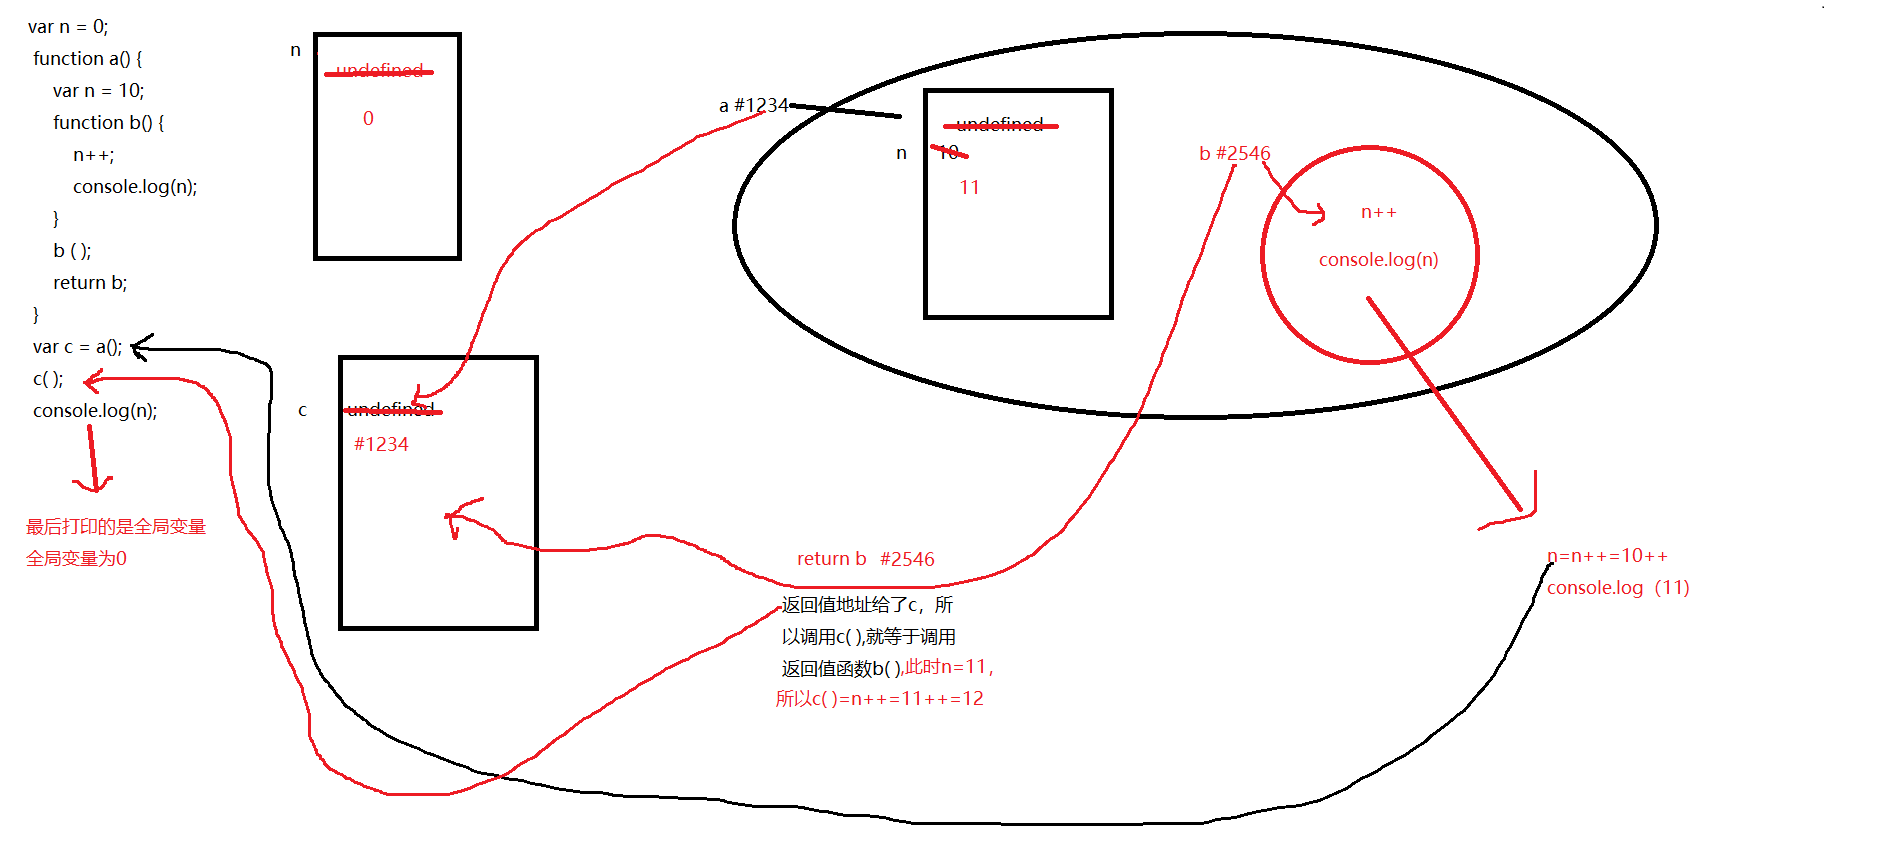 var n = 0;
function a() {
var n = 10;
function b() {
n++;
console.log(n);
}
b ( );
return b;
}
var c = a();
c( );
console.log(n);
最后打印的是全局变量
全局变量为0
n
undefined
0
c
undefined
#1234
a #1234
n
undefined
10
11
b #2546
n++
console.log(n)
return b #2546
返回值地址给了c，所
以调用c( ),就等于调用
返回值函数b( ),此时n=11，
所以c( )=n++=11++=12
n=n++=10++
console.log（11）